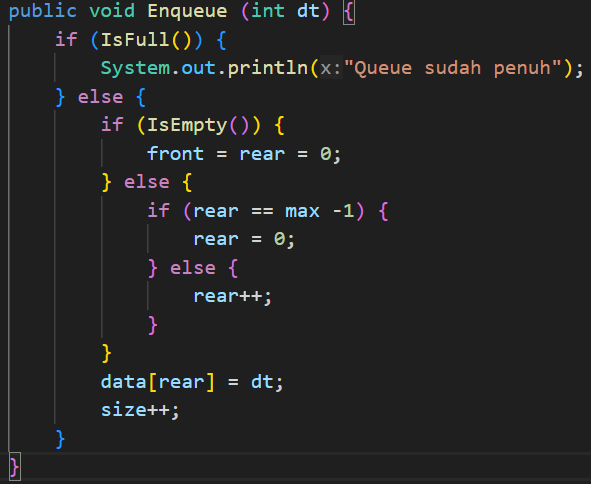 public void Enqueue (int dt) {
    if (IsFull()) {
        System.out.println(x:"Queue sudah penuh");
    } else {
        if (IsEmpty()) {
            front = rear = 0;
        } else {
            if (rear == max -1) {
                rear = 0;
            } else {
                rear++;
            }
        }
        data[rear] = dt;
        size++;
    }
}